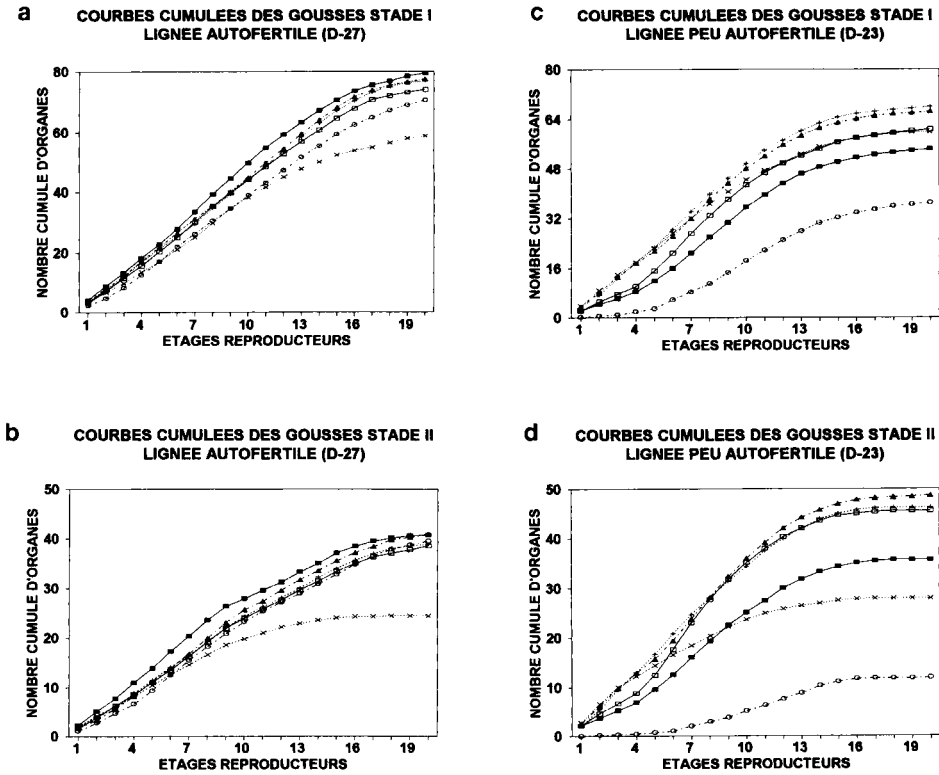 a
COURBES CUMULEES DES GOUSSES STADE I
LIGNEE AUTOFERTILE (D-27)
NOMBRE CUMULE D'ORGANES
80
60
40
20
0
1 4 7 10 13 16 19
ETAGES REPRODUCTEURS
b
COURBES CUMULEES DES GOUSSES STADE II
LIGNEE AUTOFERTILE (D-27)
NOMBRE CUMULE D'ORGANES
50
40
30
20
10
0
1 4 7 10 13 16 19
ETAGES REPRODUCTEURS
c
COURBES CUMULEES DES GOUSSES STADE I
LIGNEE PEU AUTOFERTILE (D-23)
NOMBRE CUMULE D'ORGANES
80
64
48
32
16
0
1 4 7 10 13 16 19
ETAGES REPRODUCTEURS
d
COURBES CUMULEES DES GOUSSES STADE II
LIGNEE PEU AUTOFERTILE (D-23)
NOMBRE CUMULE D'ORGANES
50
40
30
20
10
0
1 4 7 10 13 16 19
ETAGES REPRODUCTEURS